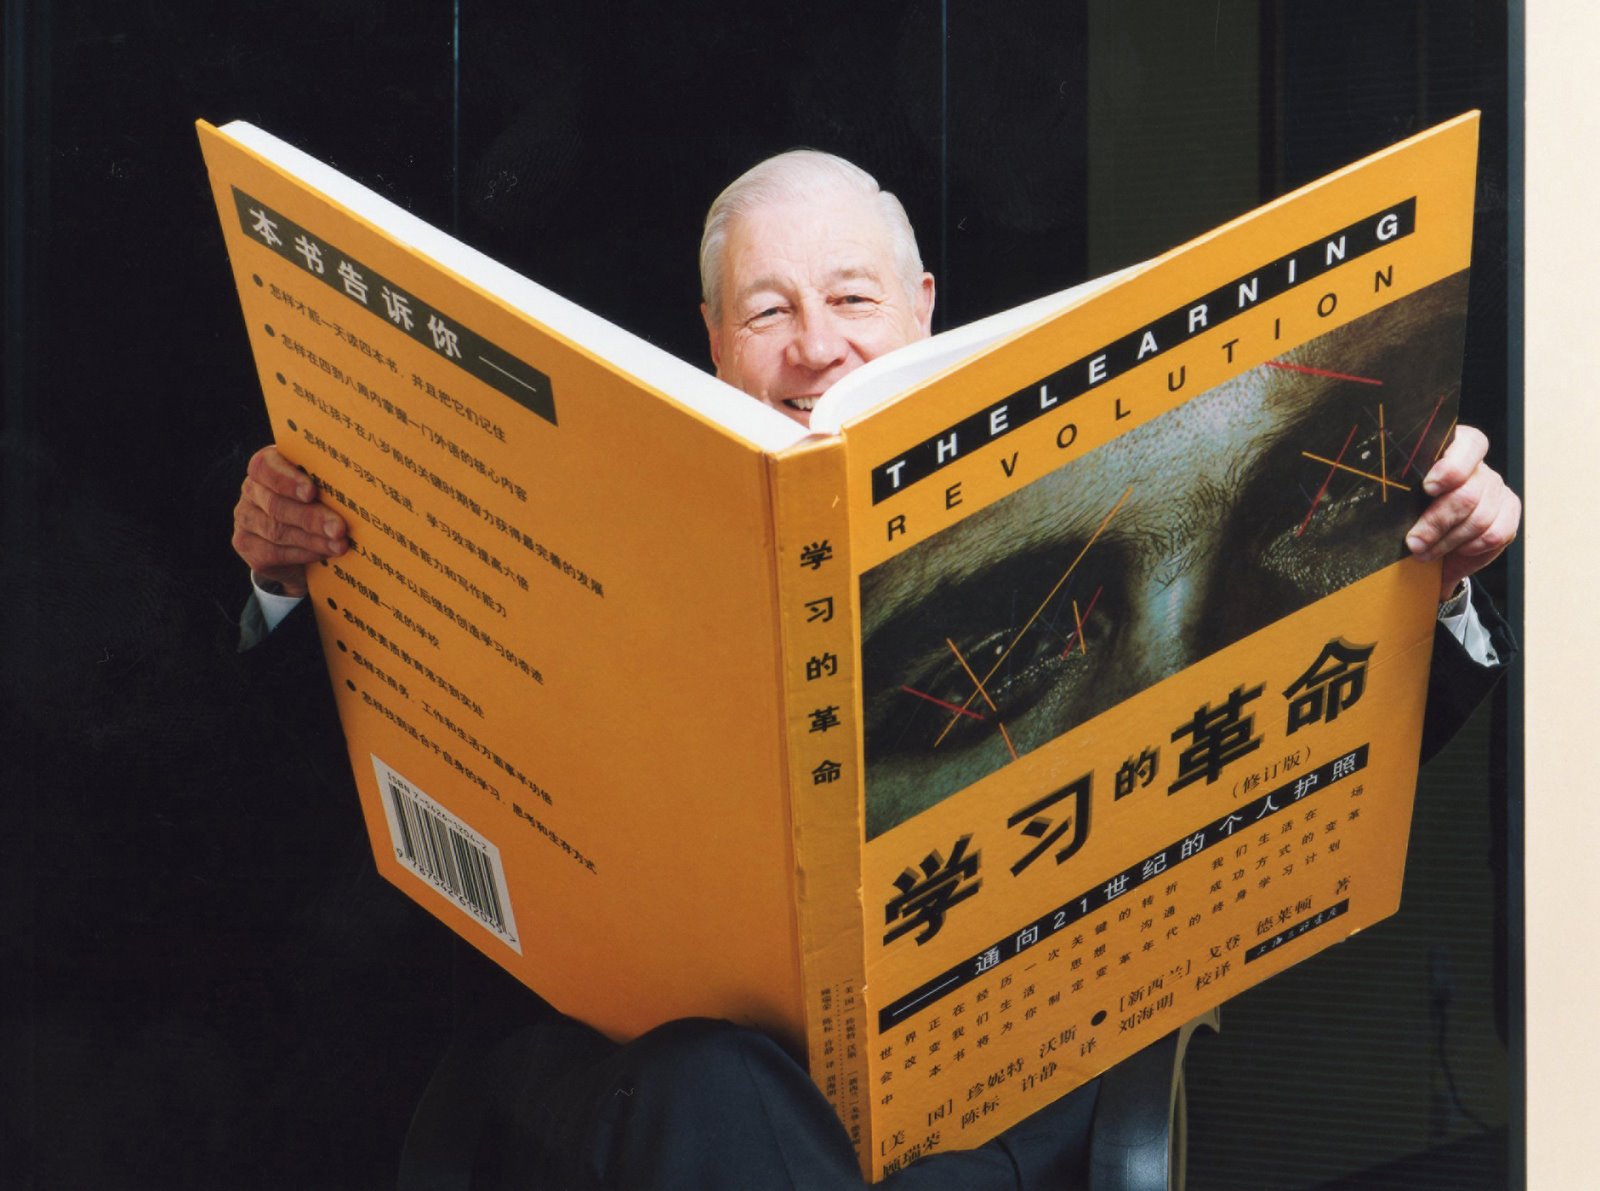 本书告诉你——
● 怎样才能一天读四本书，并且把它们记住
● 怎样在四到八周内掌握一门外语的核心内容
● 怎样让孩子在八岁前的关键时期智力获得最完善的发展
● 怎样使学习突飞猛进，学习效率提高六倍
怎样提高自己的语言能力和写作能力
人到中年以后继续创造学习的奇迹
● 怎样创建一流的学校
● 怎样使素质教育落实到实处
● 怎样在商务、工作和生活方面事半功倍
● 怎样找到适合于自身的学习、思考和生存方式
ISBN 7-5426-1204-2
9 787542 612045 >
学习的革命
[美国] 珍妮特 沃斯 [新西兰] 戈登 德莱顿
顾瑞荣 陈标 许静 译 刘海明
THE LEARNING
REVOLUTION
学习的革命
(修订版)
——通向21世纪的个人护照
世界正在经历一次关键的转折 我们生活在一场
会改变我们生活 思想 沟通 成功方式的变革
中 本书将为你制定变革年代的终身学习计划
[美 国] 珍妮特 沃斯 ● [新西兰] 戈登 德莱顿 著
顾瑞荣 陈标 许静 译 刘海明 校译
上海三联书店